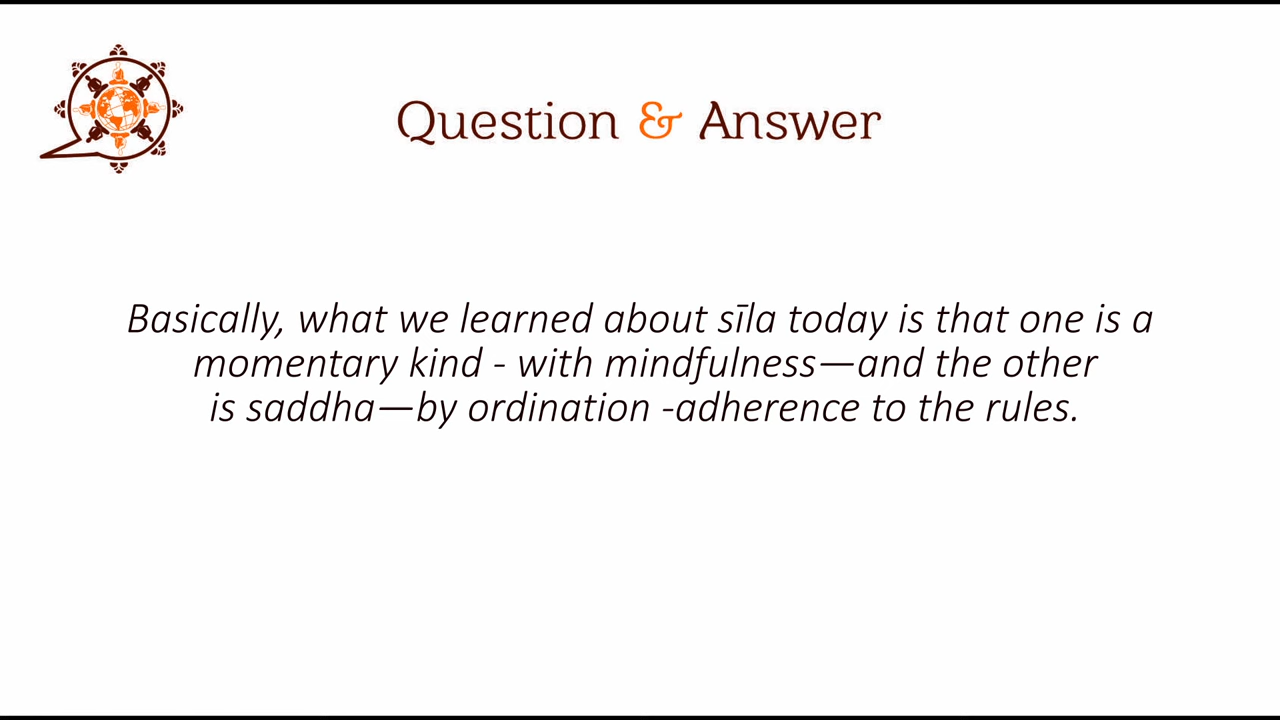 Question & Answer
Basically, what we learned about sīla today is that one is a
momentary kind - with mindfulness—and the other
is saddha—by ordination -adherence to the rules.